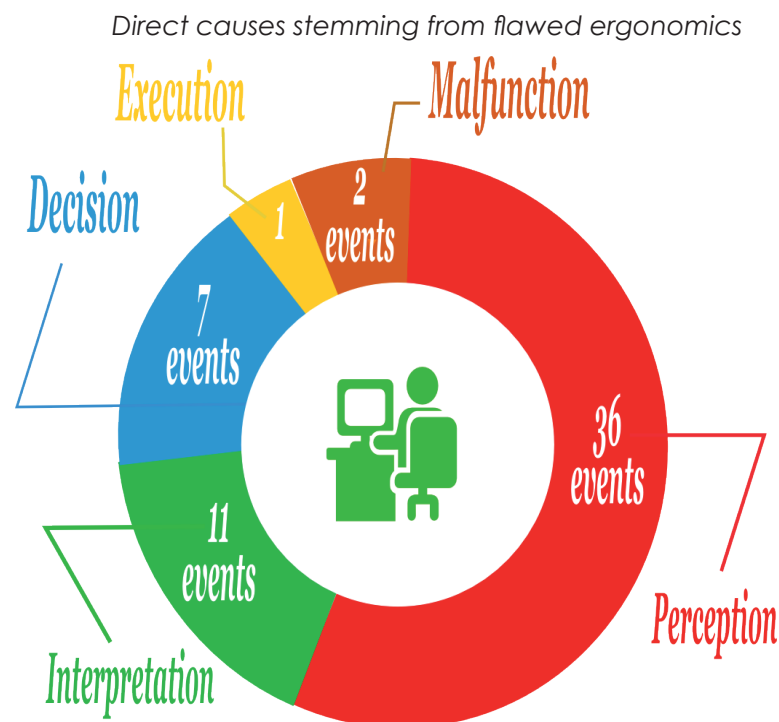 Direct causes stemming from flawed ergonomics
Execution
Malfunction
Decision
1
2
events
7
events
36
events
11
events
Perception
Interpretation